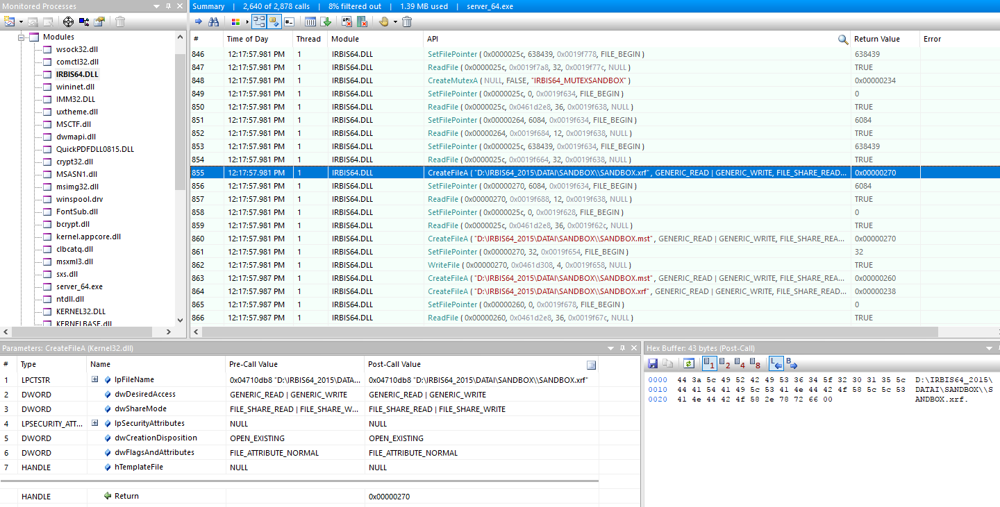 Monitored Processes
Modules
wsock32.dll
comctl32.dll
IRBIS64.DLL
wininet.dll
IMM32.DLL
uxtheme.dll
MSCTF.dll
dwmapi.dll
QuickPDFDLL0815.DLL
crypt32.dll
MSASN1.dll
msimg32.dll
winspool.drv
FontSub.dll
bcrypt.dll
kernel.appcore.dll
clbcatq.dll
msxml3.dll
sxs.dll
server_64.exe
ntdll.dll
KERNEL32.DLL
KERNELBASE.dll
Summary | 2,640 of 2,878 calls | 8% filtered out | 1.39 MB used | server_64.exe
# Time of Day Thread Module API Return Value Error
846 12:17:57.981 PM 1 IRBIS64.DLL SetFilePointer ( 0x0000025c, 638439, 0x0019f778, FILE_BEGIN ) 638439
847 12:17:57.981 PM 1 IRBIS64.DLL ReadFile ( 0x0000025c, 0x0019f7a8, 32, 0x0019f77c, NULL ) TRUE
848 12:17:57.981 PM 1 IRBIS64.DLL CreateMutexA ( NULL, FALSE, "IRBIS64_MUTEXSANDBOX" ) 0x00000234
849 12:17:57.981 PM 1 IRBIS64.DLL SetFilePointer ( 0x0000025c, 0, 0x0019f634, FILE_BEGIN ) 0
850 12:17:57.981 PM 1 IRBIS64.DLL ReadFile ( 0x0000025c, 0x0461d2e8, 36, 0x0019f638, NULL ) TRUE
851 12:17:57.981 PM 1 IRBIS64.DLL SetFilePointer ( 0x00000264, 6084, 0x0019f634, FILE_BEGIN ) 6084
852 12:17:57.981 PM 1 IRBIS64.DLL ReadFile ( 0x00000264, 0x0019f684, 12, 0x0019f638, NULL ) TRUE
853 12:17:57.981 PM 1 IRBIS64.DLL SetFilePointer ( 0x0000025c, 638439, 0x0019f634, FILE_BEGIN ) 638439
854 12:17:57.981 PM 1 IRBIS64.DLL ReadFile ( 0x0000025c, 0x0019f664, 32, 0x0019f638, NULL ) TRUE
855 12:17:57.981 PM 1 IRBIS64.DLL CreateFileA ( "D:\IRBIS64_2015\DATAI\SANDBOX\\SANDBOX.xrf", GENERIC_READ | GENERIC_WRITE, FILE_SHARE_READ... 0x00000270
856 12:17:57.981 PM 1 IRBIS64.DLL SetFilePointer ( 0x00000270, 6084, 0x0019f634, FILE_BEGIN ) 6084
857 12:17:57.981 PM 1 IRBIS64.DLL ReadFile ( 0x00000270, 0x0019f688, 12, 0x0019f638, NULL ) TRUE
858 12:17:57.981 PM 1 IRBIS64.DLL SetFilePointer ( 0x0000025c, 0, 0x0019f628, FILE_BEGIN ) 0
859 12:17:57.981 PM 1 IRBIS64.DLL ReadFile ( 0x0000025c, 0x0461d2e8, 36, 0x0019f62c, NULL ) TRUE
860 12:17:57.981 PM 1 IRBIS64.DLL CreateFileA ( "D:\IRBIS64_2015\DATAI\SANDBOX\\SANDBOX.mst", GENERIC_READ | GENERIC_WRITE, FILE_SHARE_REA... 0x00000270
861 12:17:57.981 PM 1 IRBIS64.DLL SetFilePointer ( 0x00000270, 32, 0x0019f654, FILE_BEGIN ) 32
862 12:17:57.981 PM 1 IRBIS64.DLL WriteFile ( 0x00000270, 0x0461d308, 4, 0x0019f658, NULL ) TRUE
863 12:17:57.987 PM 1 IRBIS64.DLL CreateFileA ( "D:\IRBIS64_2015\DATAI\SANDBOX\\SANDBOX.mst", GENERIC_READ | GENERIC_WRITE, FILE_SHARE_REA... 0x00000260
864 12:17:57.987 PM 1 IRBIS64.DLL CreateFileA ( "D:\IRBIS64_2015\DATAI\SANDBOX\\SANDBOX.xrf", GENERIC_READ | GENERIC_WRITE, FILE_SHARE_READ... 0x00000238
865 12:17:57.987 PM 1 IRBIS64.DLL SetFilePointer ( 0x00000260, 0, 0x0019f678, FILE_BEGIN ) 0
866 12:17:57.987 PM 1 IRBIS64.DLL ReadFile ( 0x00000260, 0x0461d2e8, 36, 0x0019f67c, NULL ) TRUE
Parameters: CreateFileA (Kernel32.dll)
# Type Name Pre-Call Value Post-Call Value
1 LPCTSTR lpFileName 0x04710db8 "D:\IRBIS64_2015\DATA... 0x04710db8 "D:\IRBIS64_2015\DATAI\SANDBOX\\SANDBOX.xrf"
2 DWORD dwDesiredAccess GENERIC_READ | GENERIC_WRITE GENERIC_READ | GENERIC_WRITE
3 DWORD dwShareMode FILE_SHARE_READ | FILE_SHARE_W... FILE_SHARE_READ | FILE_SHARE_WRITE
4 LPSECURITY_ATT... lpSecurityAttributes NULL NULL
5 DWORD dwCreationDisposition OPEN_EXISTING OPEN_EXISTING
6 DWORD dwFlagsAndAttributes FILE_ATTRIBUTE_NORMAL FILE_ATTRIBUTE_NORMAL
7 HANDLE hTemplateFile NULL NULL
HANDLE Return 0x00000270
Hex Buffer: 43 bytes (Post-Call)
1 2 4 8 L B
0000 44 3a 5c 49 52 42 49 53 36 34 5f 32 30 31 35 5c D:\IRBIS64_2015\
0010 44 41 54 41 49 5c 53 41 4e 44 42 4f 58 5c 5c 53 DATAI\SANDBOX\\S
0020 41 4e 44 42 4f 58 2e 78 72 66 00 ANDBOX.xrf.